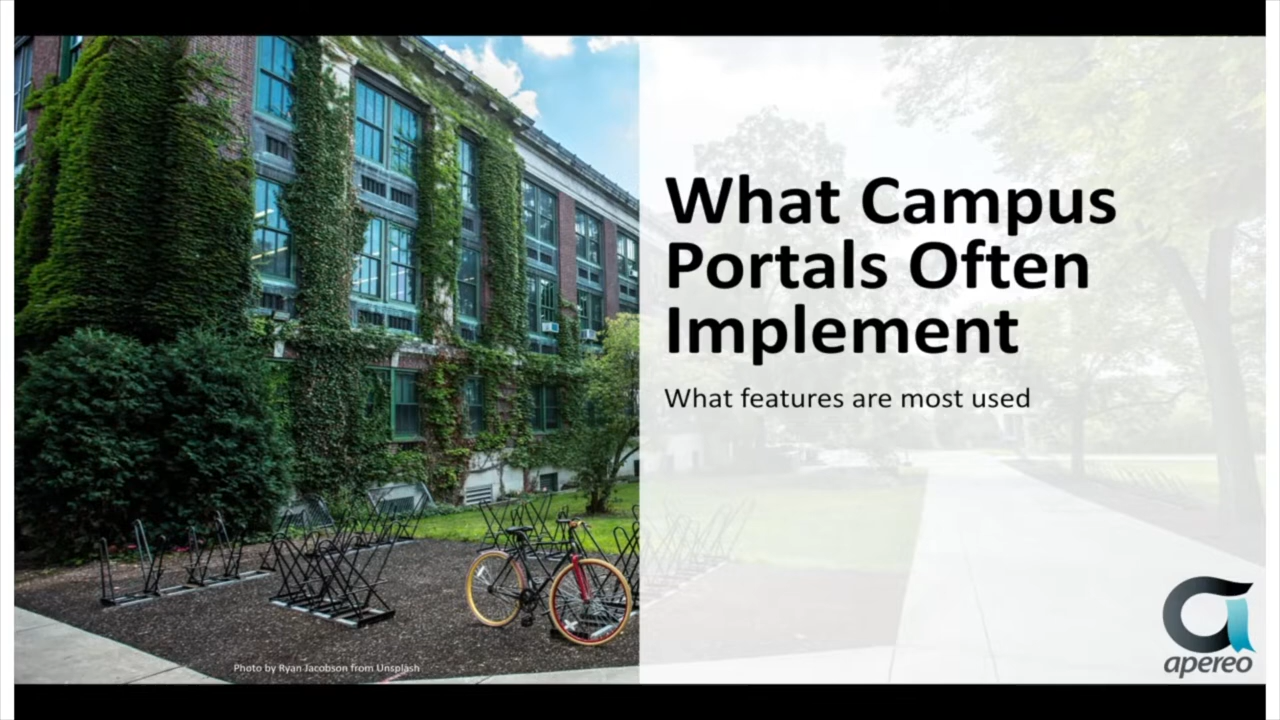 What Campus
Portals Often
Implement
What features are most used
Photo by Ryan Jacobson from Unsplash
apereo